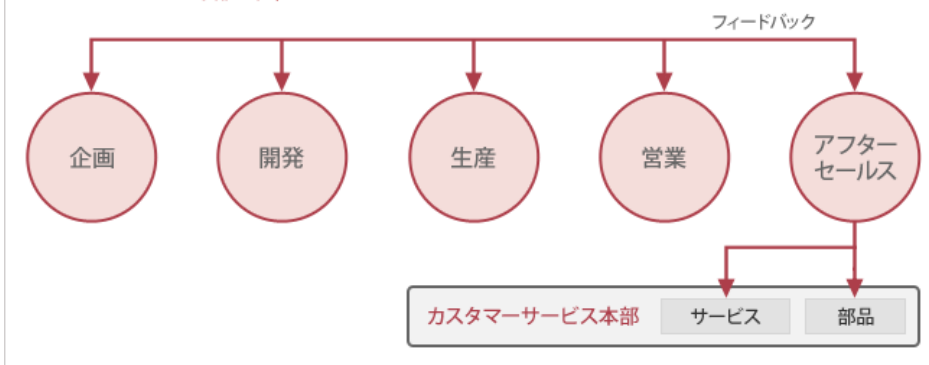 フィードバック
企画
開発
生産
営業
アフター
セールス
カスタマーサービス本部
サービス
部品